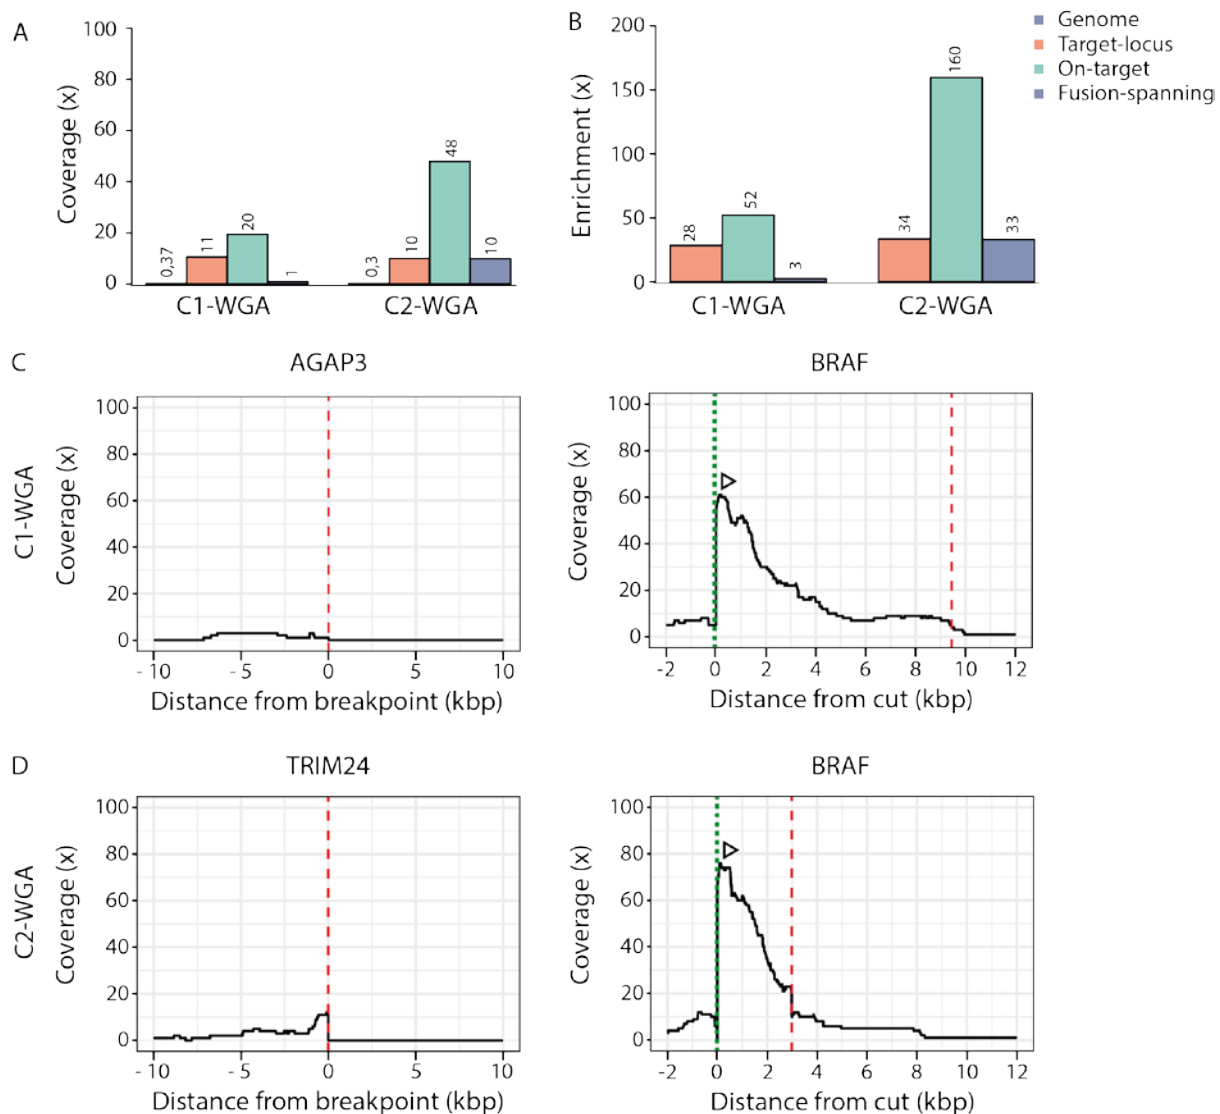 A
Coverage (x)
100
80
60
40
20
0
0,37
11
20
1
0,3
10
48
10
C1-WGA
C2-WGA
B
Enrichment (x)
200
150
100
50
0
28
52
3
34
160
33
C1-WGA
C2-WGA
Genome
Target-locus
On-target
Fusion-spanning
C
C1-WGA
AGAP3
Coverage (x)
100
80
60
40
20
0
- 10 - 5 0 5 10
Distance from breakpoint (kbp)
BRAF
Coverage (x)
100
80
60
40
20
0
-2 0 2 4 6 8 10 12
Distance from cut (kbp)
D
C2-WGA
TRIM24
Coverage (x)
100
80
60
40
20
0
- 10 - 5 0 5 10
Distance from breakpoint (kbp)
BRAF
Coverage (x)
100
80
60
40
20
0
-2 0 2 4 6 8 10 12
Distance from cut (kbp)